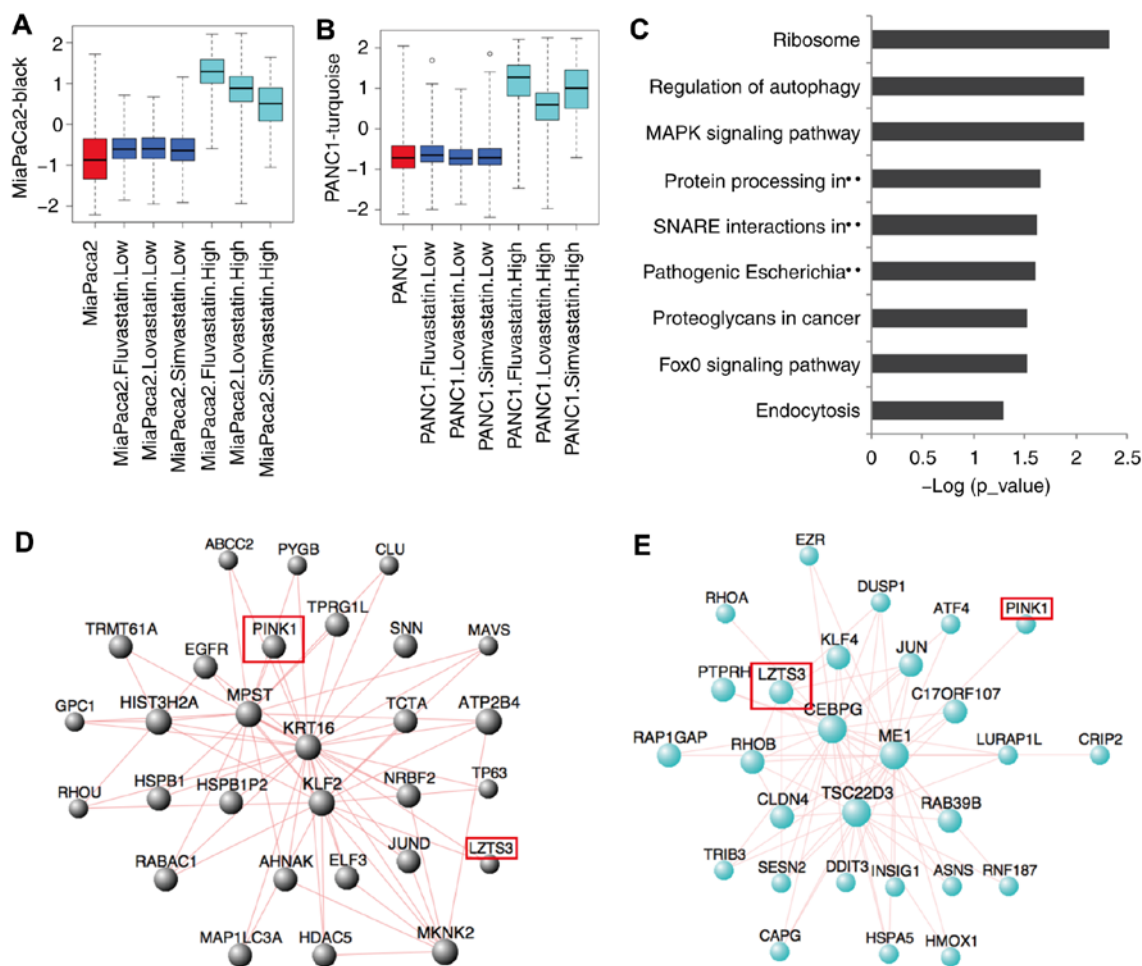 A
MiaPaCa2-black
2
1
0
−1
−2
MiaPaca2
MiaPaca2.Fluvastatin.Low
MiaPaca2.Lovastatin.Low
MiaPaca2.Simvastatin.Low
MiaPaca2.Fluvastatin.High
MiaPaca2.Lovastatin.High
MiaPaca2.Simvastatin.High
B
PANC1-turquoise
2
1
0
−1
−2
PANC1
PANC1.Fluvastatin.Low
PANC1.Lovastatin.Low
PANC1.Simvastatin.Low
PANC1.Fluvastatin.High
PANC1.Lovastatin.High
PANC1.Simvastatin.High
C
Ribosome
Regulation of autophagy
MAPK signaling pathway
Protein processing in••
SNARE interactions in••
Pathogenic Escherichia••
Proteoglycans in cancer
Fox0 signaling pathway
Endocytosis
0 0.5 1 1.5 2 2.5
−Log (p_value)
D
ABCC2
PYGB
CLU
TPRG1L
PINK1
TRMT61A
SNN
MAVS
EGFR
MPST
GPC1
HIST3H2A
TCTA
ATP2B4
KRT16
HSPB1
HSPB1P2
KLF2
NRBF2
TP63
RHOU
JUND
LZTS3
RABAC1
AHNAK
ELF3
MAP1LC3A
HDAC5
MKNK2
E
EZR
RHOA
DUSP1
ATF4
PINK1
KLF4
JUN
PTPRH
LZTS3
C17ORF107
CEBPG
RAP1GAP
RHOB
ME1
LURAP1L
CRIP2
CLDN4
TSC22D3
RAB39B
TRIB3
SESN2
DDIT3
INSIG1
ASNS
RNF187
CAPG
HSPA5
HMOX1